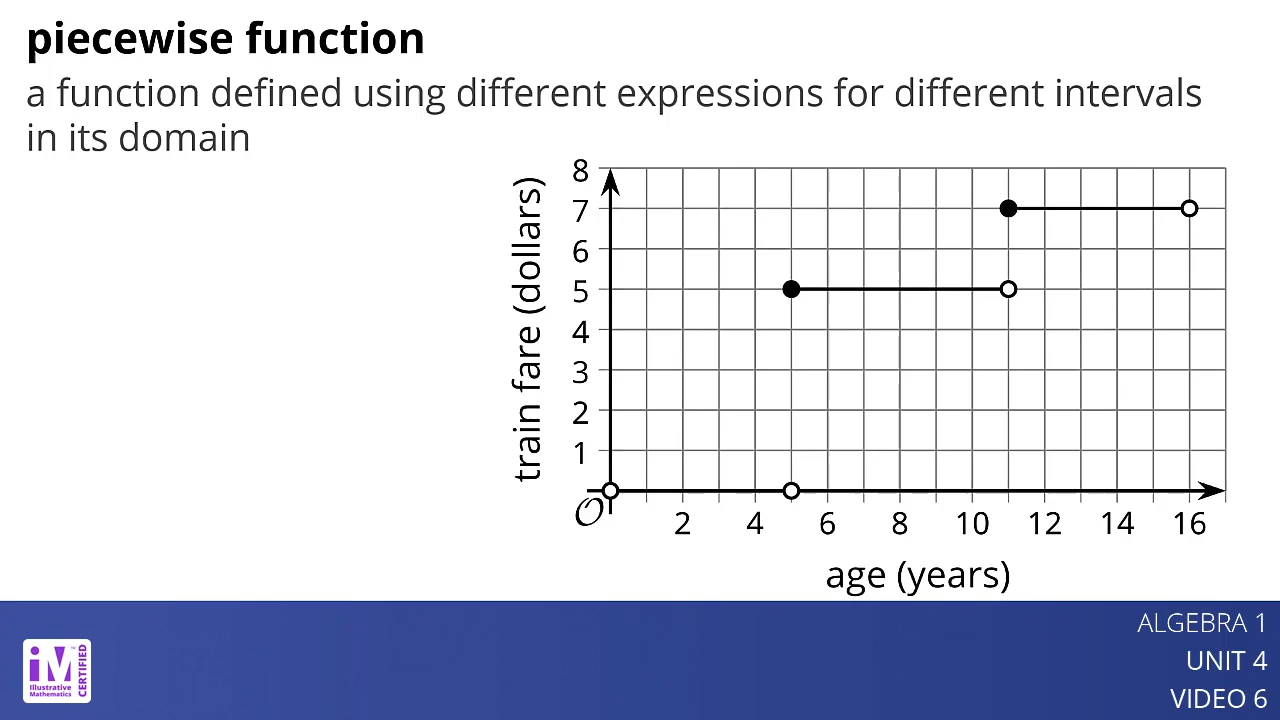 piecewise function
a function defined using different expressions for different intervals
in its domain
train fare (dollars)
8
7
6
5
4
3
2
1
O
2 4 6 8 10 12 14 16
age (years)
ALGEBRA 1
UNIT 4
VIDEO 6
iM™
Illustrative
Mathematics
CERTIFIED